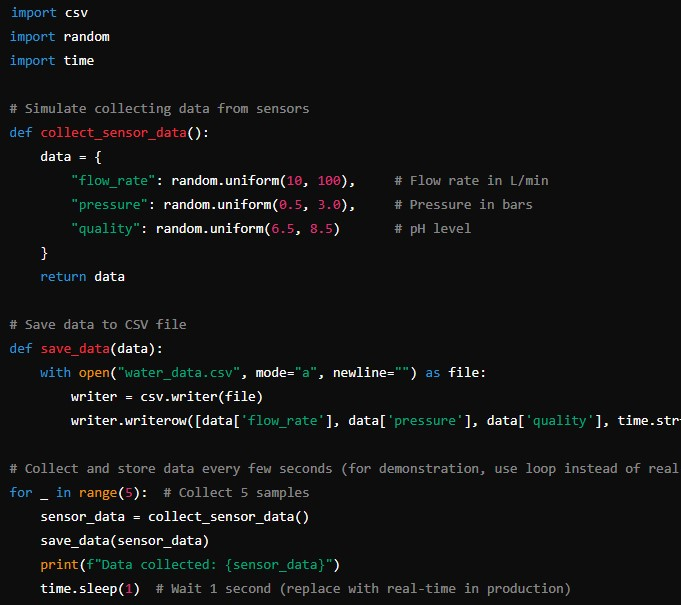 import csv
import random
import time
# Simulate collecting data from sensors
def collect_sensor_data():
    data = {
        "flow_rate": random.uniform(10, 100),     # Flow rate in L/min
        "pressure": random.uniform(0.5, 3.0),     # Pressure in bars
        "quality": random.uniform(6.5, 8.5)       # pH level
    }
    return data
# Save data to CSV file
def save_data(data):
    with open("water_data.csv", mode="a", newline="") as file:
        writer = csv.writer(file)
        writer.writerow([data['flow_rate'], data['pressure'], data['quality'], time.str
# Collect and store data every few seconds (for demonstration, use loop instead of real
for _ in range(5):  # Collect 5 samples
    sensor_data = collect_sensor_data()
    save_data(sensor_data)
    print(f"Data collected: {sensor_data}")
    time.sleep(1)  # Wait 1 second (replace with real-time in production)